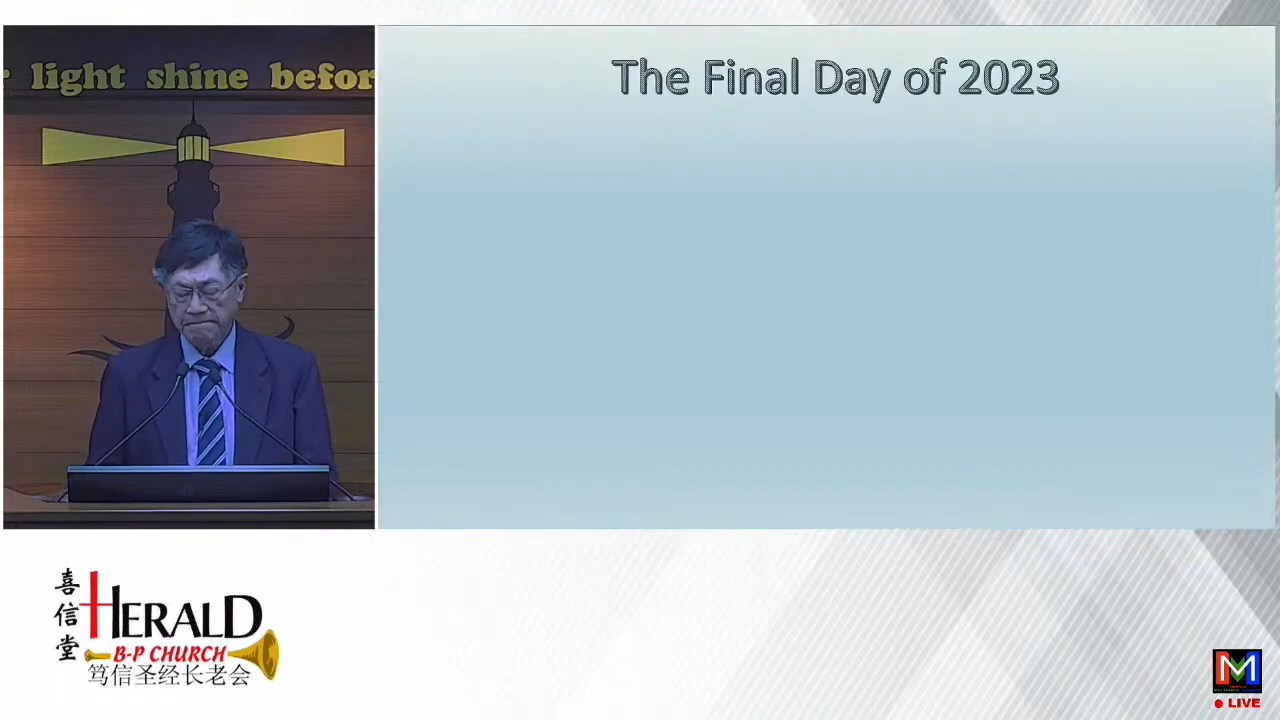 light shine befor
The Final Day of 2023
喜信堂
HERALD
B-P CHURCH
笃信圣经长老会
LIVE